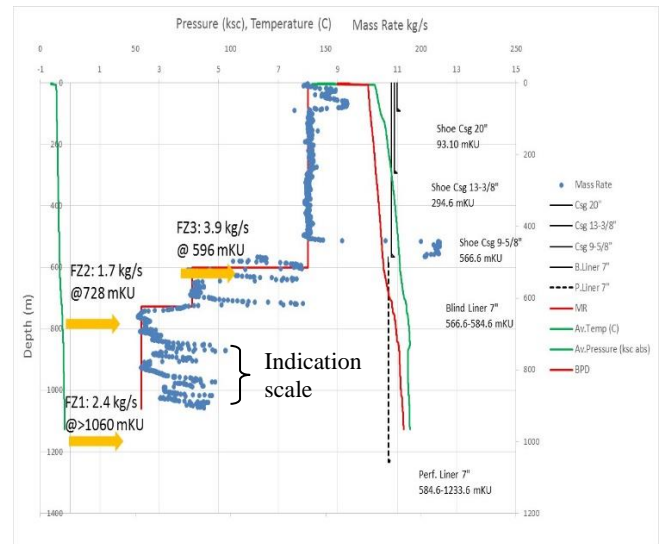 Pressure (ksc), Temperature (C) Mass Rate kg/s
0 50 100 150 200 250
-1 1 3 5 7 9 11 13 15
0
200
400
600
800
1000
1200
1400
Depth (m)
0
200
400
600
800
1000
1200
Shoe Csg 20"
93.10 mKU
Shoe Csg 13-3/8"
294.6 mKU
Shoe Csg 9-5/8"
566.6 mKU
Blind Liner 7"
566.6-584.6 mKU
Perf. Liner 7"
584.6-1233.6 mKU
FZ3: 3.9 kg/s
@ 596 mKU
FZ2: 1.7 kg/s
@728 mKU
FZ1: 2.4 kg/s
@>1060 mKU
Indication
scale
Mass Rate
Csg 20"
Csg 13-3/8"
Csg 9-5/8"
B.Liner 7"
P.Liner 7"
MR
Av.Temp (C)
Av.Pressure (ksc abs)
BPD